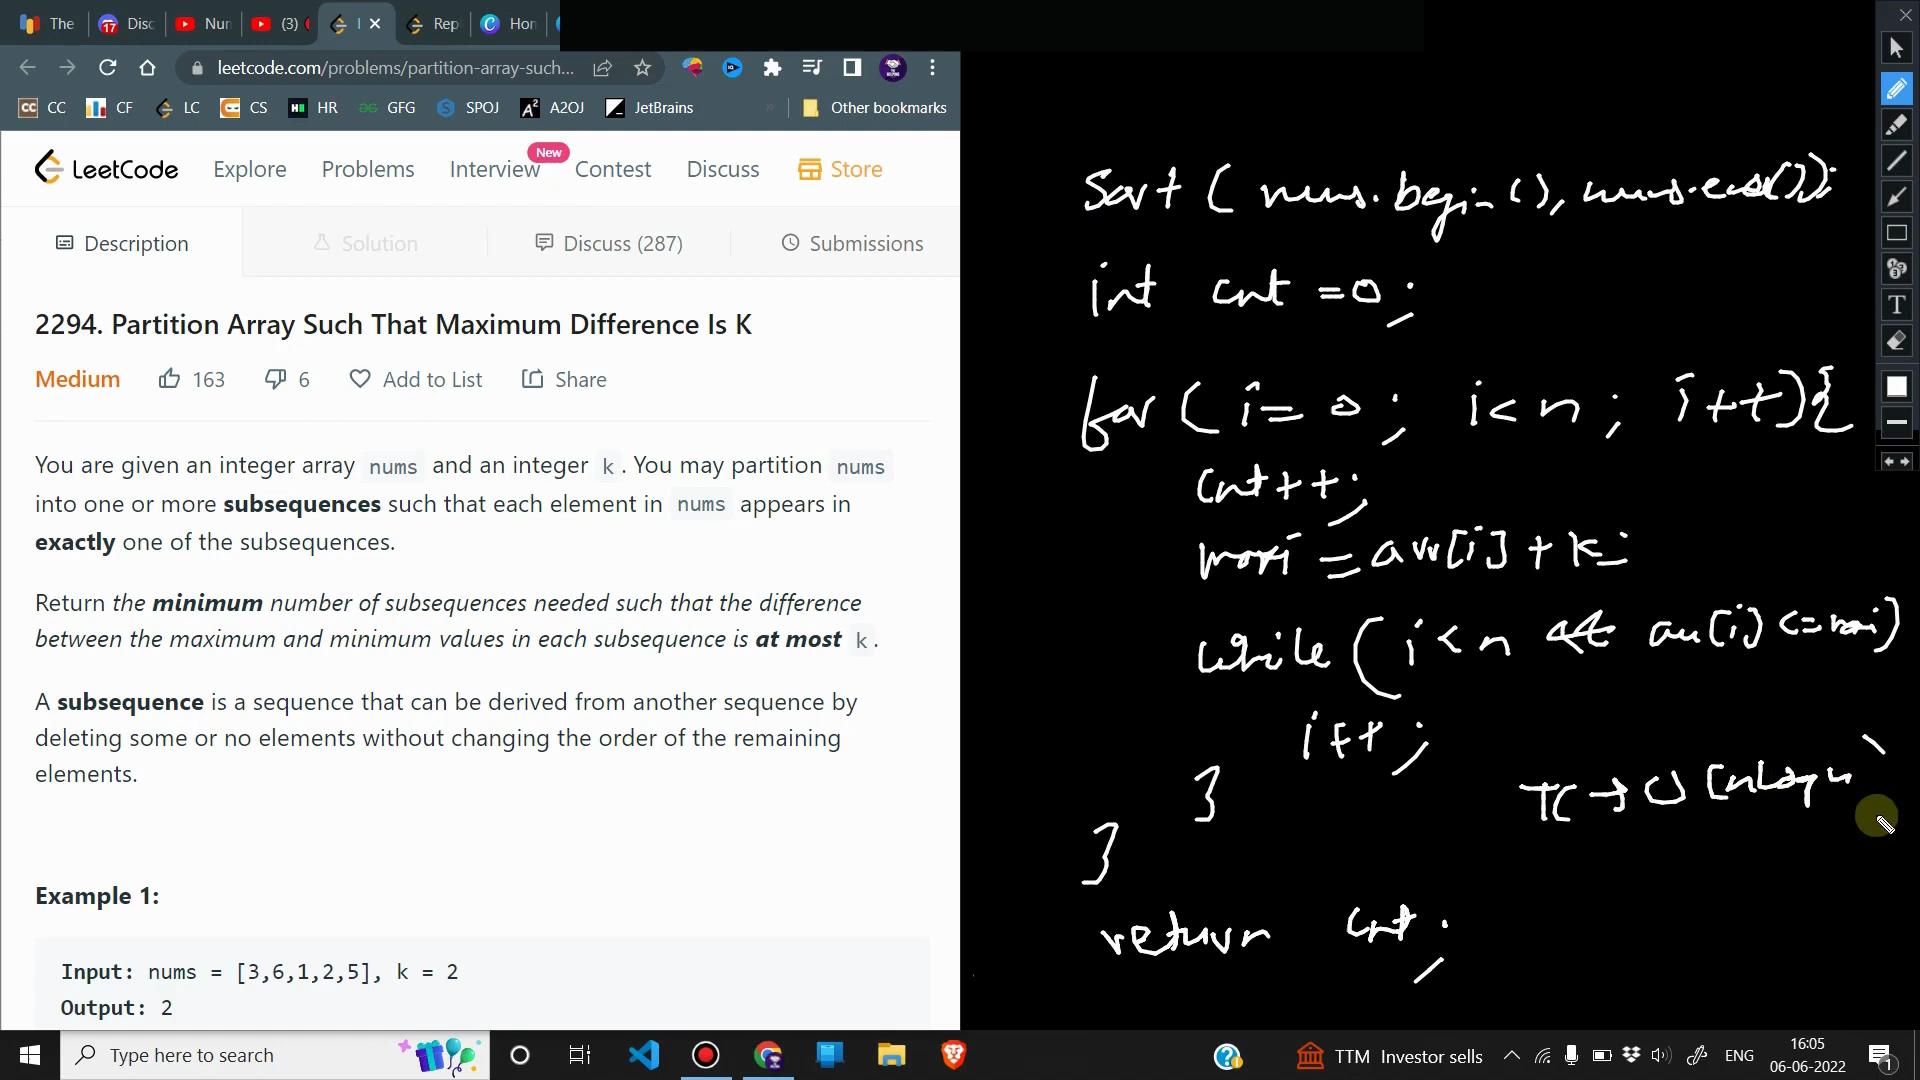 The
Disc
Nur
(3)
Rep
Hor
leetcode.com/problems/partition-array-such...
CC CF LC CS HR GFG SPOJ A2OJ JetBrains » Other bookmarks
LeetCode Explore Problems Interview New Contest Discuss Store
Description Solution Discuss (287) Submissions
2294. Partition Array Such That Maximum Difference Is K
Medium 163 6 Add to List Share
You are given an integer array nums and an integer k. You may partition nums
into one or more subsequences such that each element in nums appears in
exactly one of the subsequences.
Return the minimum number of subsequences needed such that the difference
between the maximum and minimum values in each subsequence is at most k.
A subsequence is a sequence that can be derived from another sequence by
deleting some or no elements without changing the order of the remaining
elements.
Example 1:
Input: nums = [3,6,1,2,5], k = 2
Output: 2
Sort ( nums.begin(), nums.end());
int cnt =0;
for ( i= 0; i<n; i++){
cnt++;
maxi = arr[i] + k;
while ( i<n && arr[i] <=maxi)
i++;
}
TC → O (nlogn)
}
return cnt;
Type here to search
TTM Investor sells
ENG
16:05
06-06-2022
1